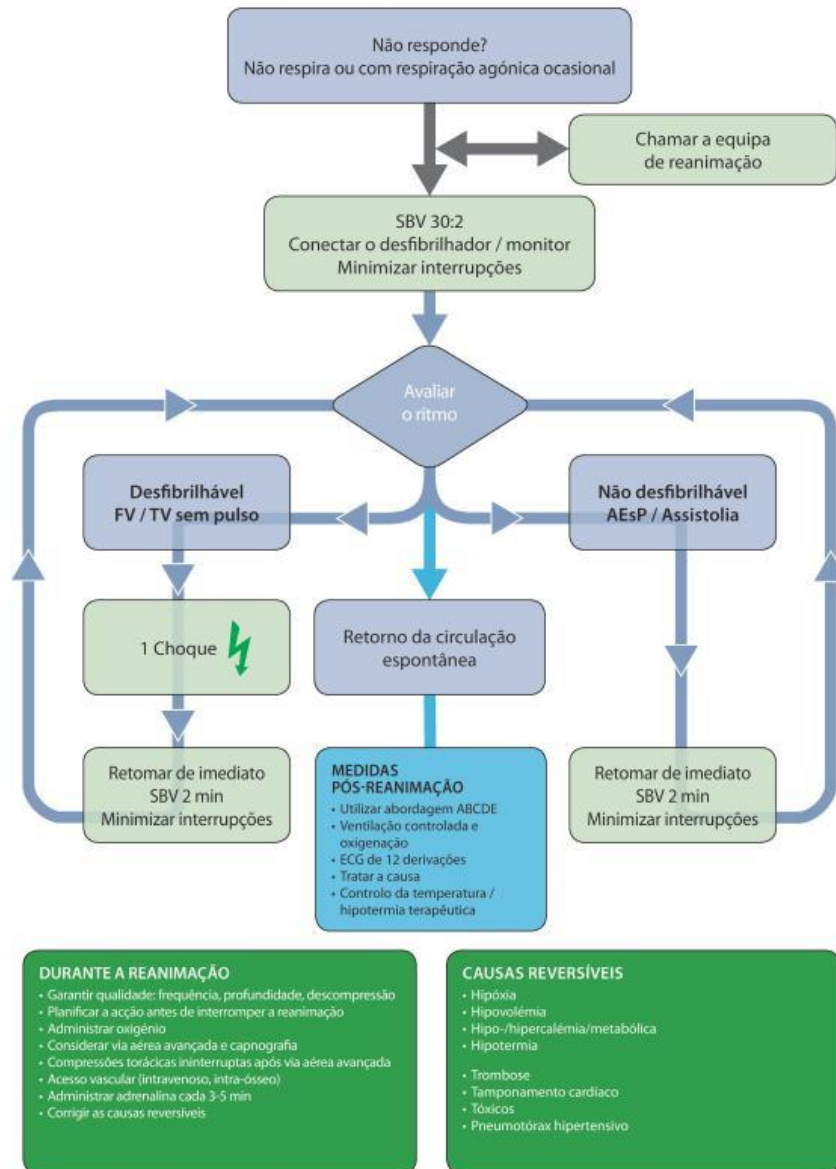 Não responde?
Não respira ou com respiração agónica ocasional
Chamar a equipa
de reanimação
SBV 30:2
Conectar o desfibrilhador / monitor
Minimizar interrupções
Avaliar
o ritmo
Desfibrilhável
FV / TV sem pulso
Não desfibrilhável
AEsP / Assistolia
1 Choque
Retorno da circulação
espontânea
Retomar de imediato
SBV 2 min
Minimizar interrupções
MEDIDAS
PÓS-REANIMAÇÃO
• Utilizar abordagem ABCDE
• Ventilação controlada e
oxigenação
• ECG de 12 derivações
• Tratar a causa
• Controlo da temperatura /
hipotermia terapêutica
Retomar de imediato
SBV 2 min
Minimizar interrupções
DURANTE A REANIMAÇÃO
• Garantir qualidade: frequência, profundidade, descompressão
• Planificar a acção antes de interromper a reanimação
• Administrar oxigénio
• Considerar via aérea avançada e capnografia
• Compressões torácicas ininterruptas após via aérea avançada
• Acesso vascular (intravenoso, intra-ósseo)
• Administrar adrenalina cada 3-5 min
• Corrigir as causas reversíveis
CAUSAS REVERSÍVEIS
• Hipóxia
• Hipovolémia
• Hipo-/hipercalémia/metabólica
• Hipotermia
• Trombose
• Tamponamento cardíaco
• Tóxicos
• Pneumotórax hipertensivo